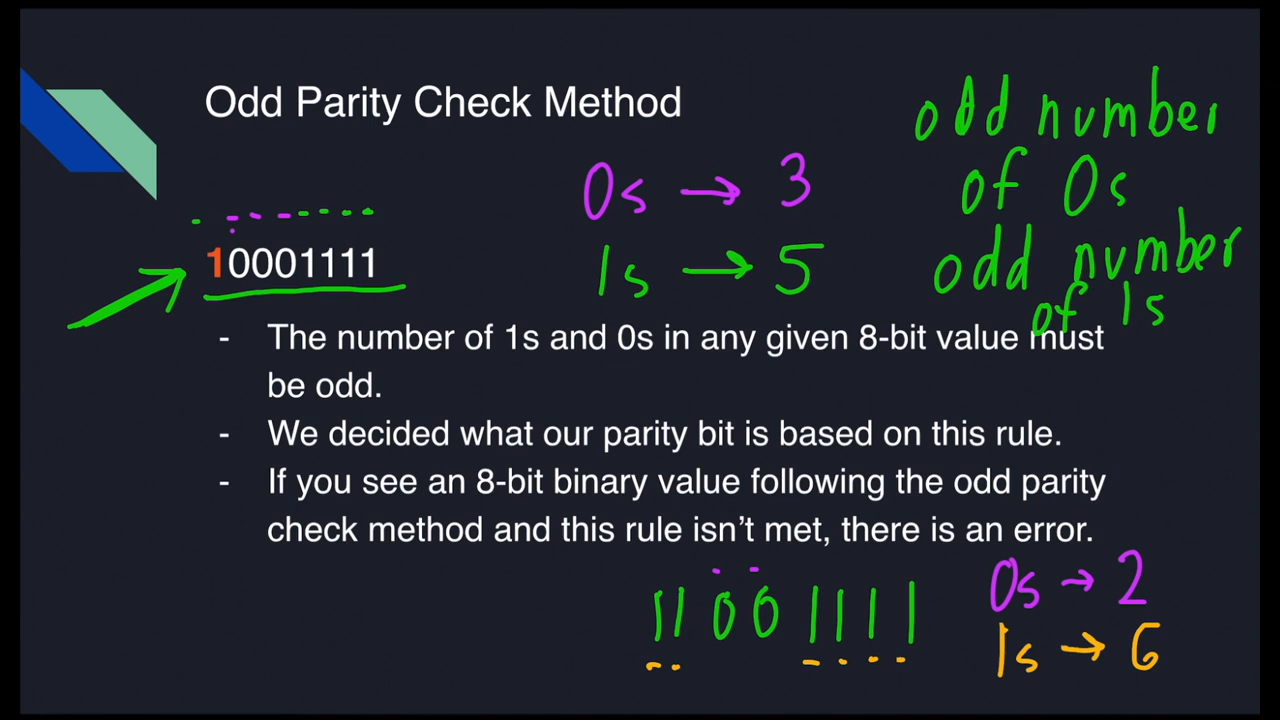 Odd Parity Check Method
odd number
of 0s
odd number
of 1s
0s → 3
1s → 5
10001111
- The number of 1s and 0s in any given 8-bit value must
be odd.
- We decided what our parity bit is based on this rule.
- If you see an 8-bit binary value following the odd parity
check method and this rule isn't met, there is an error.
11001111
0s → 2
1s → 6